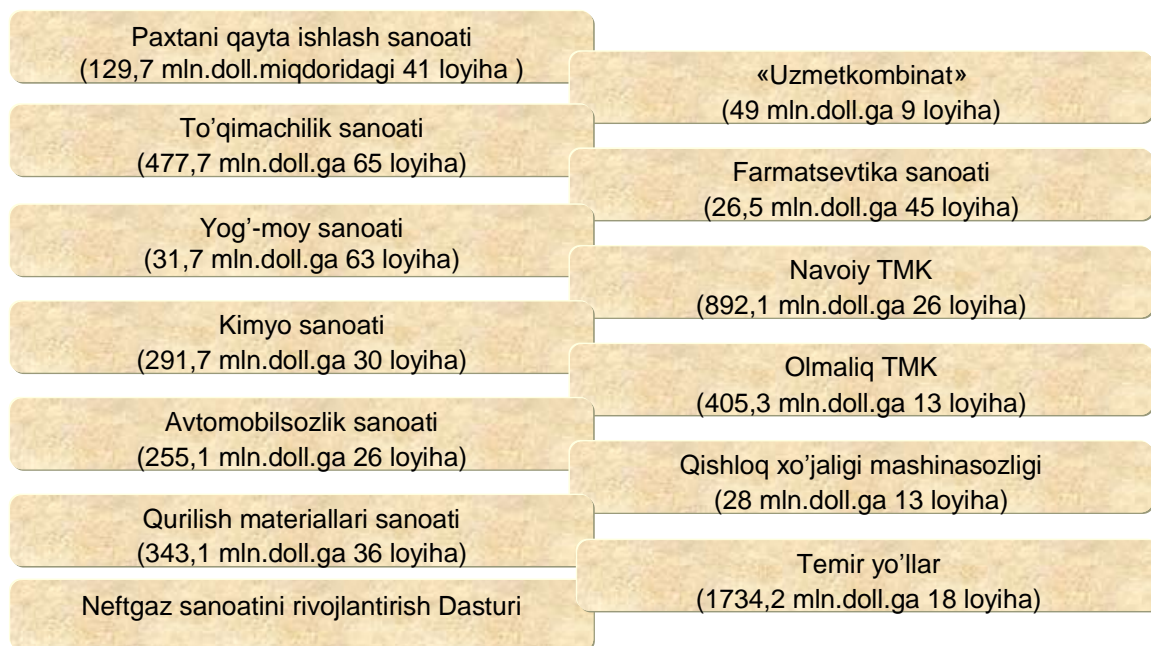 Paxtani qayta ishlash sanoati
(129,7 mln.doll.miqdoridagi 41 loyiha )
«Uzmetkombinat»
(49 mln.doll.ga 9 loyiha)
To’qimachilik sanoati
(477,7 mln.doll.ga 65 loyiha)
Farmatsevtika sanoati
(26,5 mln.doll.ga 45 loyiha)
Yog’-moy sanoati
(31,7 mln.doll.ga 63 loyiha)
Navoiy TMK
(892,1 mln.doll.ga 26 loyiha)
Kimyo sanoati
(291,7 mln.doll.ga 30 loyiha)
Olmaliq TMK
(405,3 mln.doll.ga 13 loyiha)
Avtomobilsozlik sanoati
(255,1 mln.doll.ga 26 loyiha)
Qishloq xo’jaligi mashinasozligi
(28 mln.doll.ga 13 loyiha)
Qurilish materiallari sanoati
(343,1 mln.doll.ga 36 loyiha)
Temir yo’llar
(1734,2 mln.doll.ga 18 loyiha)
Neftgaz sanoatini rivojlantirish Dasturi